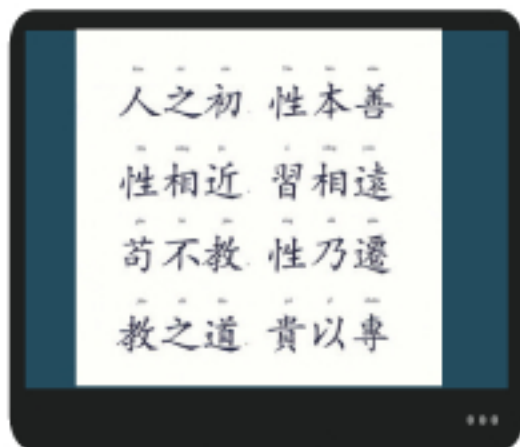 人之初 性本善
性相近 習相遠
苟不教 性乃遷
教之道 貴以專